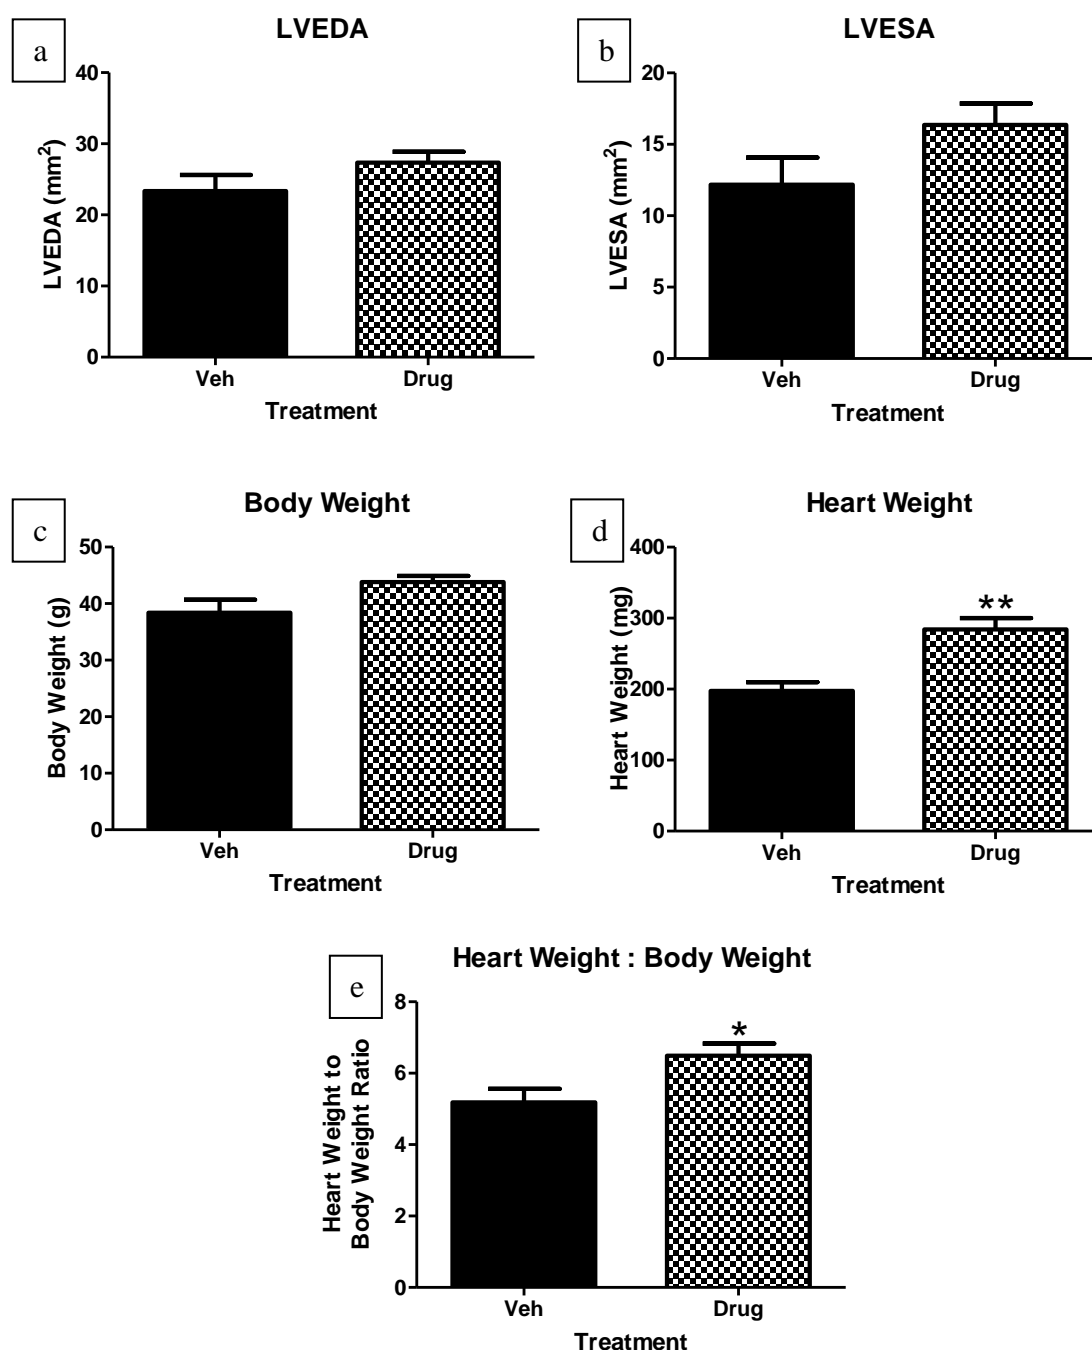 a
LVEDA
LVEDA (mm²)
40
30
20
10
0
Veh
Drug
Treatment
b
LVESA
LVESA (mm²)
20
15
10
5
0
Veh
Drug
Treatment
c
Body Weight
Body Weight (g)
50
40
30
20
10
0
Veh
Drug
Treatment
d
Heart Weight
Heart Weight (mg)
400
300
200
100
0
**
Veh
Drug
Treatment
e
Heart Weight : Body Weight
Heart Weight to
Body Weight Ratio
8
6
4
2
0
*
Veh
Drug
Treatment